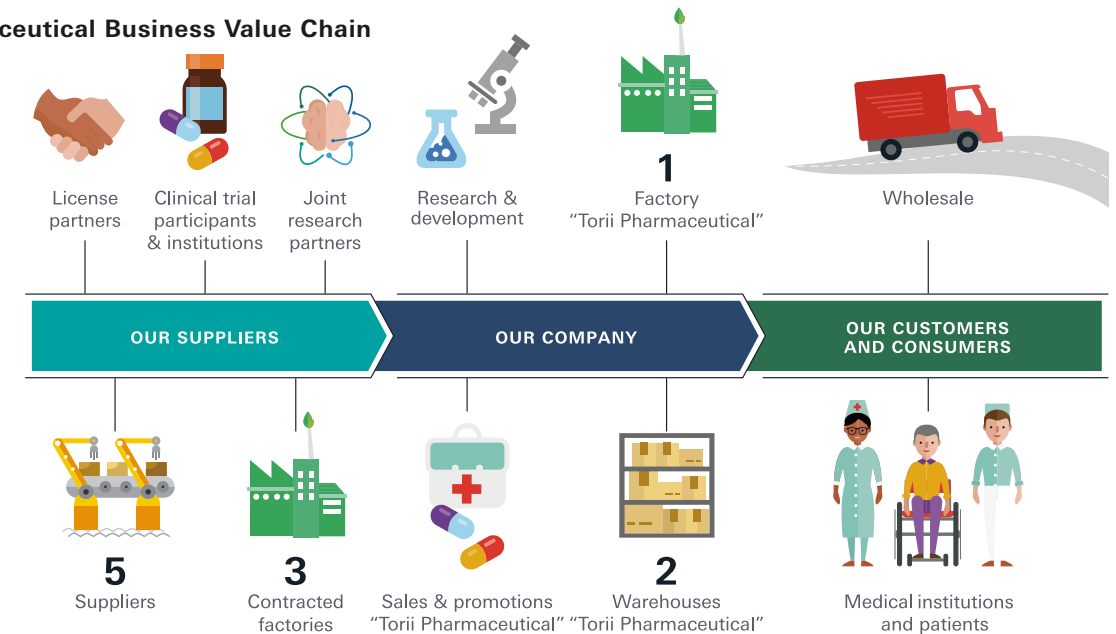 ceutical Business Value Chain
License
partners
Clinical trial
participants
& institutions
Joint
research
partners
Research &
development
1
Factory
“Torii Pharmaceutical”
Wholesale
OUR SUPPLIERS
OUR COMPANY
OUR CUSTOMERS
AND CONSUMERS
5
Suppliers
3
Contracted
factories
Sales & promotions
“Torii Pharmaceutical”
2
Warehouses
“Torii Pharmaceutical”
Medical institutions
and patients